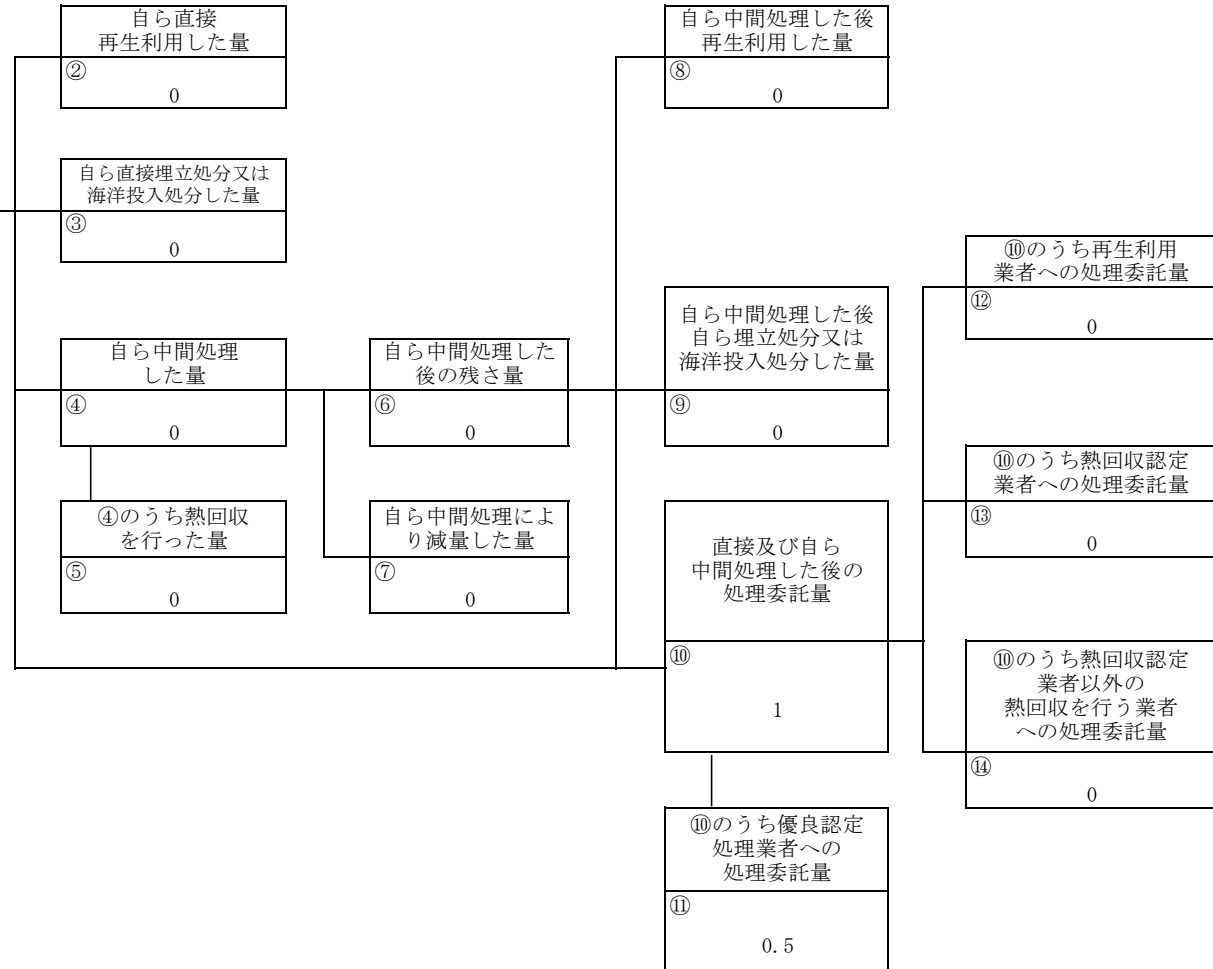 自ら直接
再生利用した量
②
0
自ら中間処理した後
再生利用した量
⑧
0
自ら直接埋立処分又は
海洋投入処分した量
③
0
⑩のうち再生利用
業者への処理委託量
⑫
0
自ら中間処理した後
自ら埋立処分又は
海洋投入処分した量
⑨
0
自ら中間処理
した量
④
0
自ら中間処理した
後の残さ量
⑥
0
⑩のうち熱回収認定
業者への処理委託量
⑬
0
④のうち熱回収
を行った量
⑤
0
自ら中間処理によ
り減量した量
⑦
0
直接及び自ら
中間処理した後の
処理委託量
⑩
1
⑩のうち熱回収認定
業者以外の
熱回収を行う業者
への処理委託量
⑭
0
⑩のうち優良認定
処理業者への
処理委託量
⑪
0.5